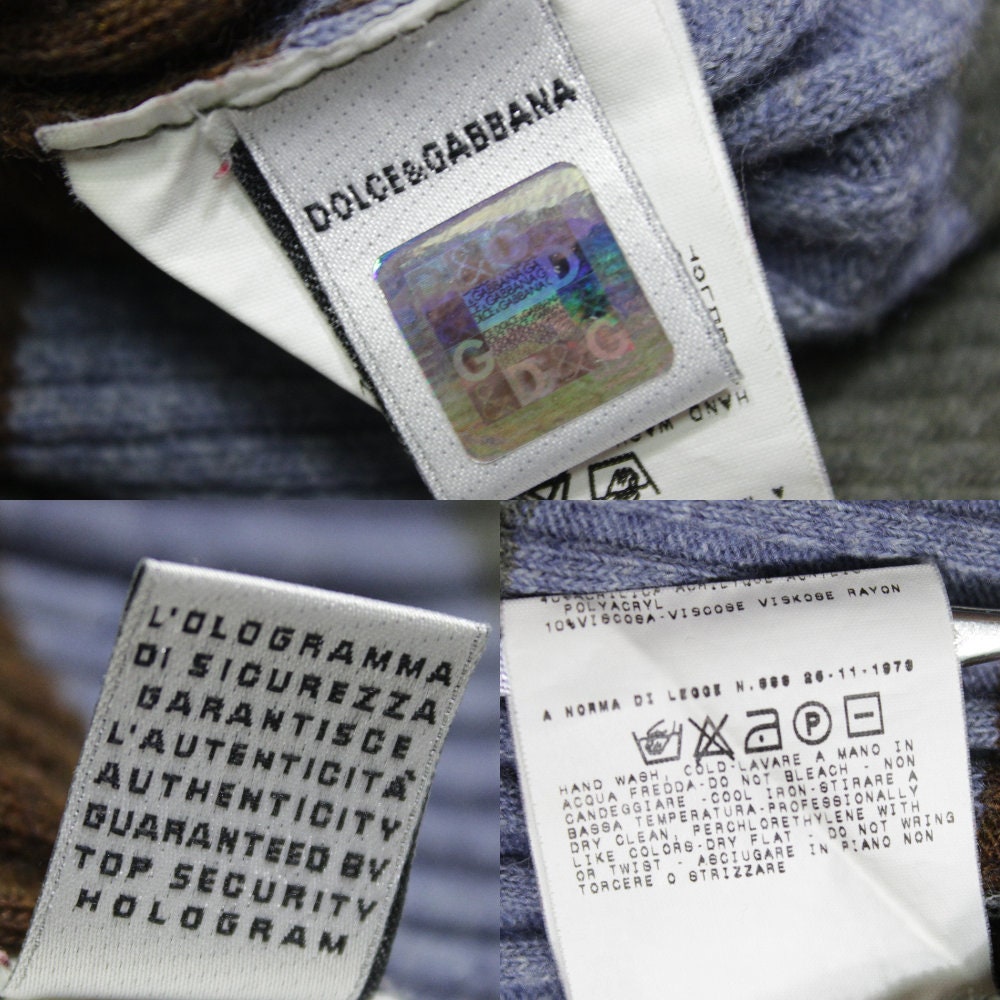 DOLCE&GABBANA
D&G
D
G
D&G
HAND
L'OLOGRAMMA
DI SICUREZZA
GARANTISCE
L'AUTENTICITÀ
AUTHENTICITY
GUARANTEED BY
TOP SECURITY
HOLOGRAM
POLYACRYL
10%VISCOSA-VISCOSE VISKOSE RAYON
A NORMA DI LEGGE N.883 26-11-1973
P
HAND WASH, COLD-LAVARE A MANO IN
ACQUA FREDDA-DO NOT BLEACH - NON
CANDEGGIARE -COOL IRON-STIRARE A
BASSA TEMPERATURA-PROFESSIONALLY
DRY CLEAN, PERCHLORETHYLENE WITH
LIKE COLORS-DRY FLAT - DO NOT WRING
OR TWIST - ASCIUGARE IN PIANO NON
TORCERE O STRIZZARE